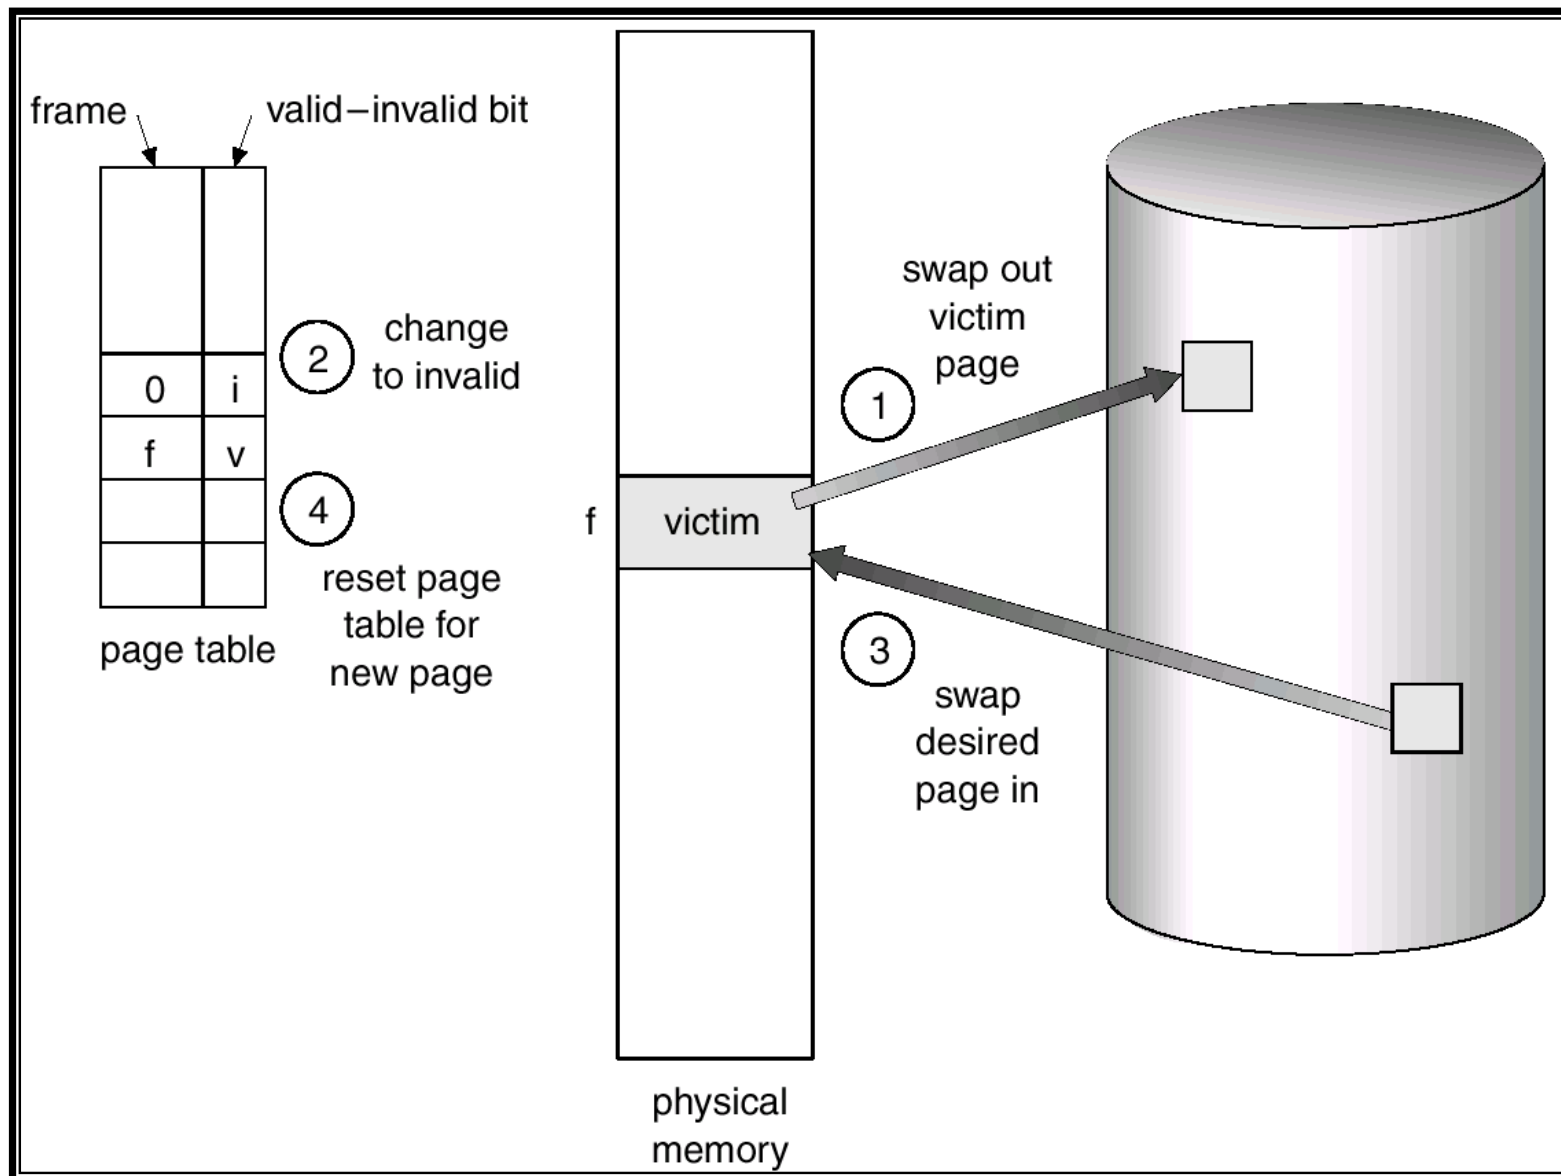 frame
valid–invalid bit
0
i
f
v
page table
2
change
to invalid
4
reset page
table for
new page
f
victim
physical
memory
swap out
victim
page
1
3
swap
desired
page in